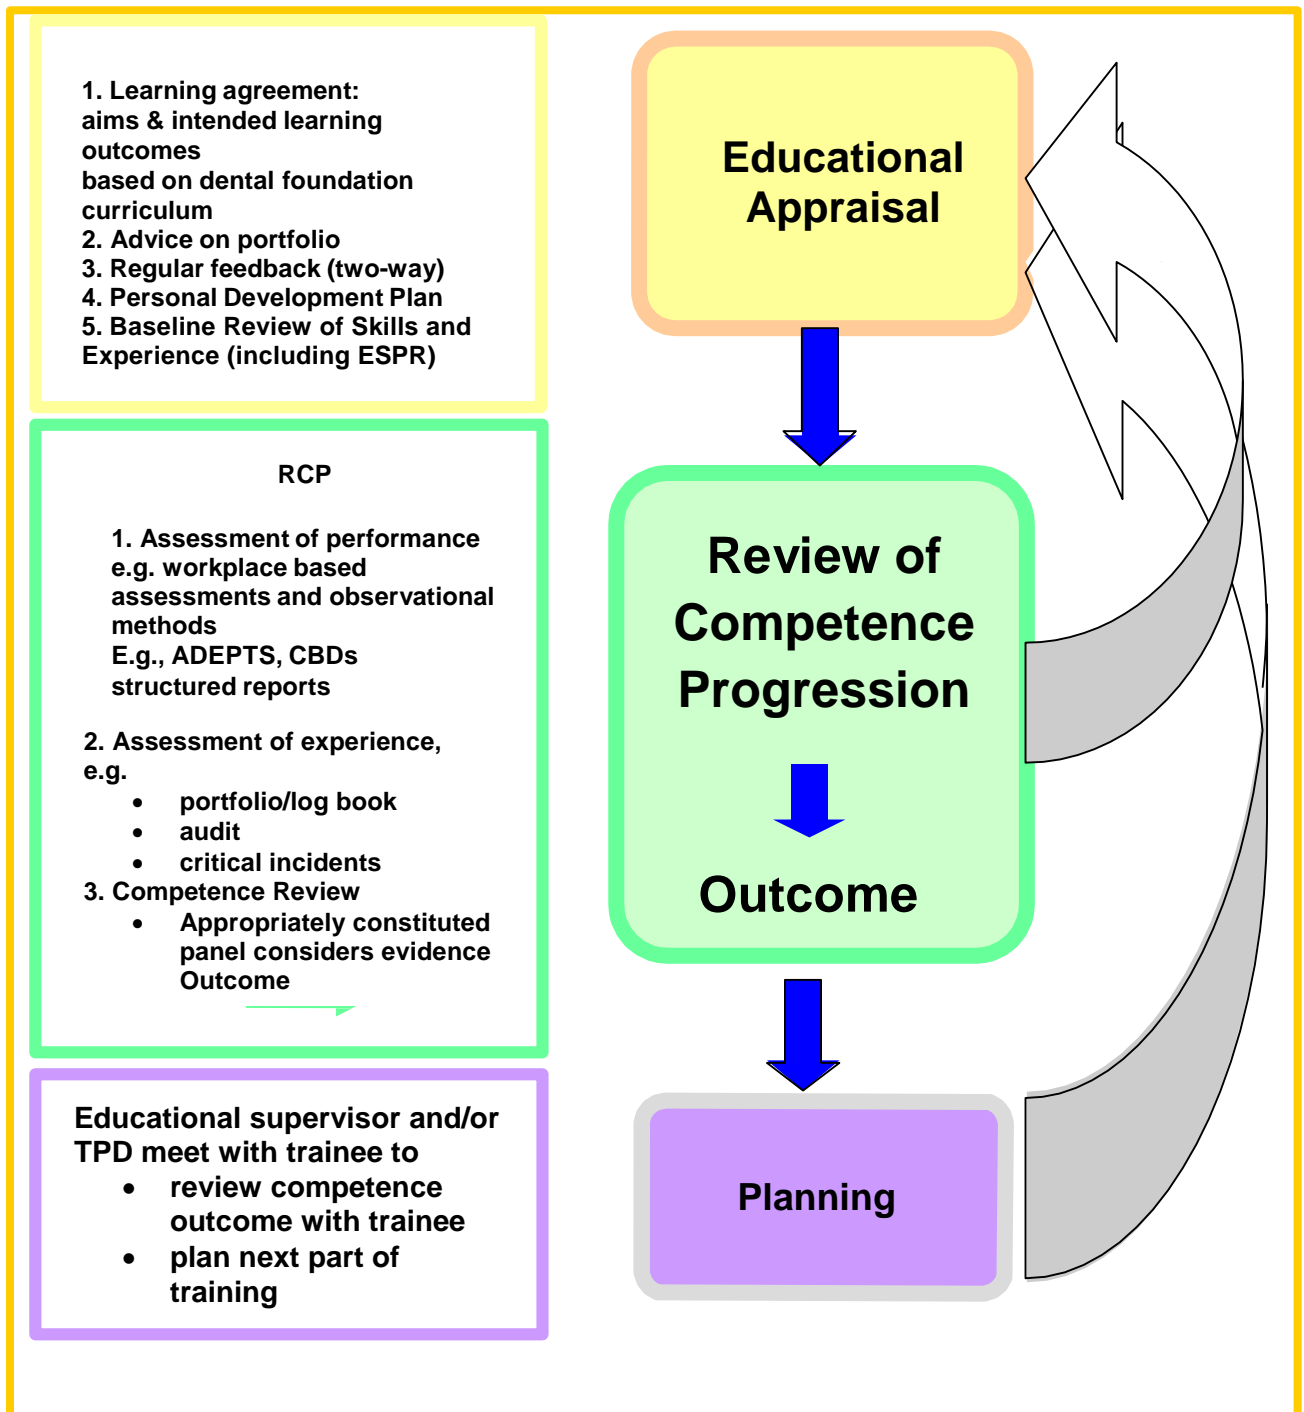 1. Learning agreement:
aims & intended learning
outcomes
based on dental foundation
curriculum
2. Advice on portfolio
3. Regular feedback (two-way)
4. Personal Development Plan
5. Baseline Review of Skills and
Experience (including ESPR)
Educational
Appraisal
RCP
1. Assessment of performance
e.g. workplace based
assessments and observational
methods
E.g., ADEPTS, CBDs
structured reports
2. Assessment of experience,
e.g.
• portfolio/log book
• audit
• critical incidents
3. Competence Review
• Appropriately constituted
panel considers evidence
Outcome
Review of
Competence
Progression
Outcome
Educational supervisor and/or
TPD meet with trainee to
• review competence
outcome with trainee
• plan next part of
training
Planning